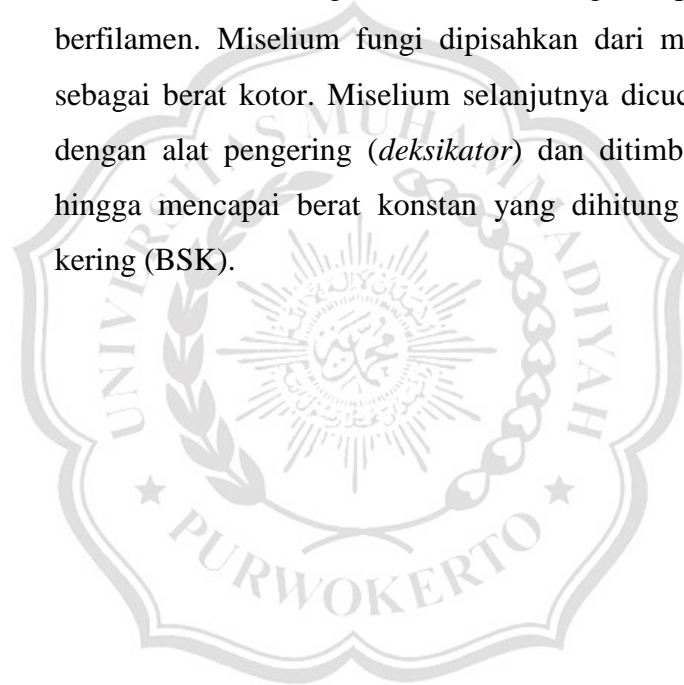 berfilamen. Miselium fungi dipisahkan dari m
sebagai berat kotor. Miselium selanjutnya dicuc
dengan alat pengering (deksikator) dan ditimb
hingga mencapai berat konstan yang dihitung
kering (BSK).
UNIVERSITAS MUHAMMADIYAH
PURWOKERTO